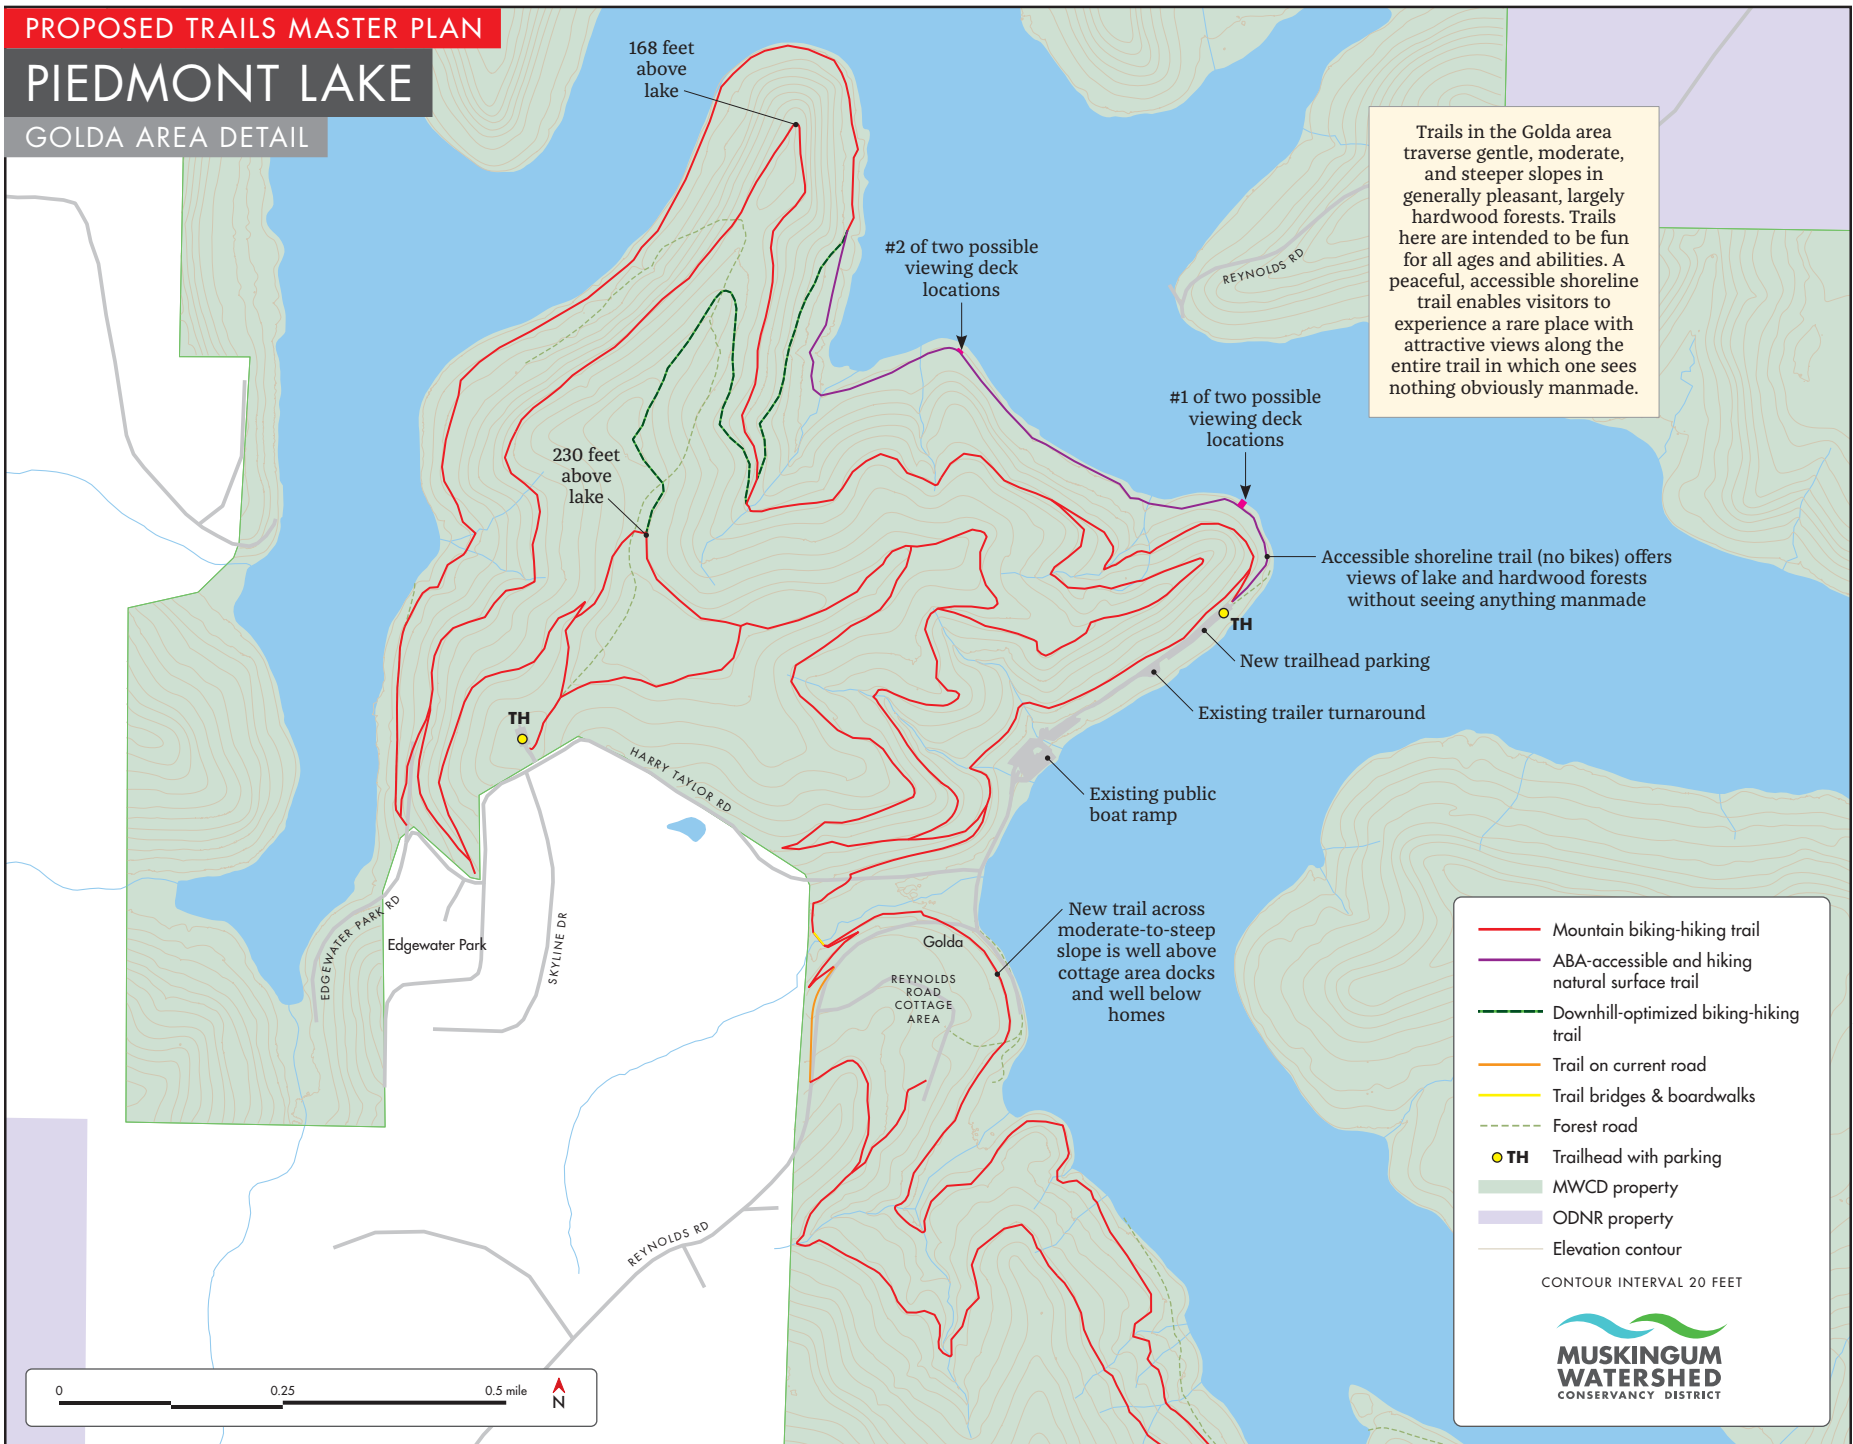 PROPOSED TRAILS MASTER PLAN
PIEDMONT LAKE
GOLDA AREA DETAIL
168 feet
above
lake
Trails in the Golda area
traverse gentle, moderate,
and steeper slopes in
generally pleasant, largely
hardwood forests. Trails
here are intended to be fun
for all ages and abilities. A
peaceful, accessible shoreline
trail enables visitors to
experience a rare place with
attractive views along the
entire trail in which one sees
nothing obviously manmade.
#2 of two possible
viewing deck
locations
REYNOLDS RD
#1 of two possible
viewing deck
locations
230 feet
above
lake
Accessible shoreline trail (no bikes) offers
views of lake and hardwood forests
without seeing anything manmade
TH
New trailhead parking
Existing trailer turnaround
TH
HARRY TAYLOR RD
Existing public
boat ramp
New trail across
moderate-to-steep
slope is well above
cottage area docks
and well below
homes
EDGEWATER PARK RD
Edgewater Park
SKYLINE DR
Golda
REYNOLDS
ROAD
COTTAGE
AREA
REYNOLDS RD
Mountain biking-hiking trail
ABA-accessible and hiking
natural surface trail
Downhill-optimized biking-hiking
trail
Trail on current road
Trail bridges & boardwalks
Forest road
TH Trailhead with parking
MWCD property
ODNR property
Elevation contour
CONTOUR INTERVAL 20 FEET
MUSKINGUM
WATERSHED
CONSERVANCY DISTRICT
0 0.25 0.5 mile
N